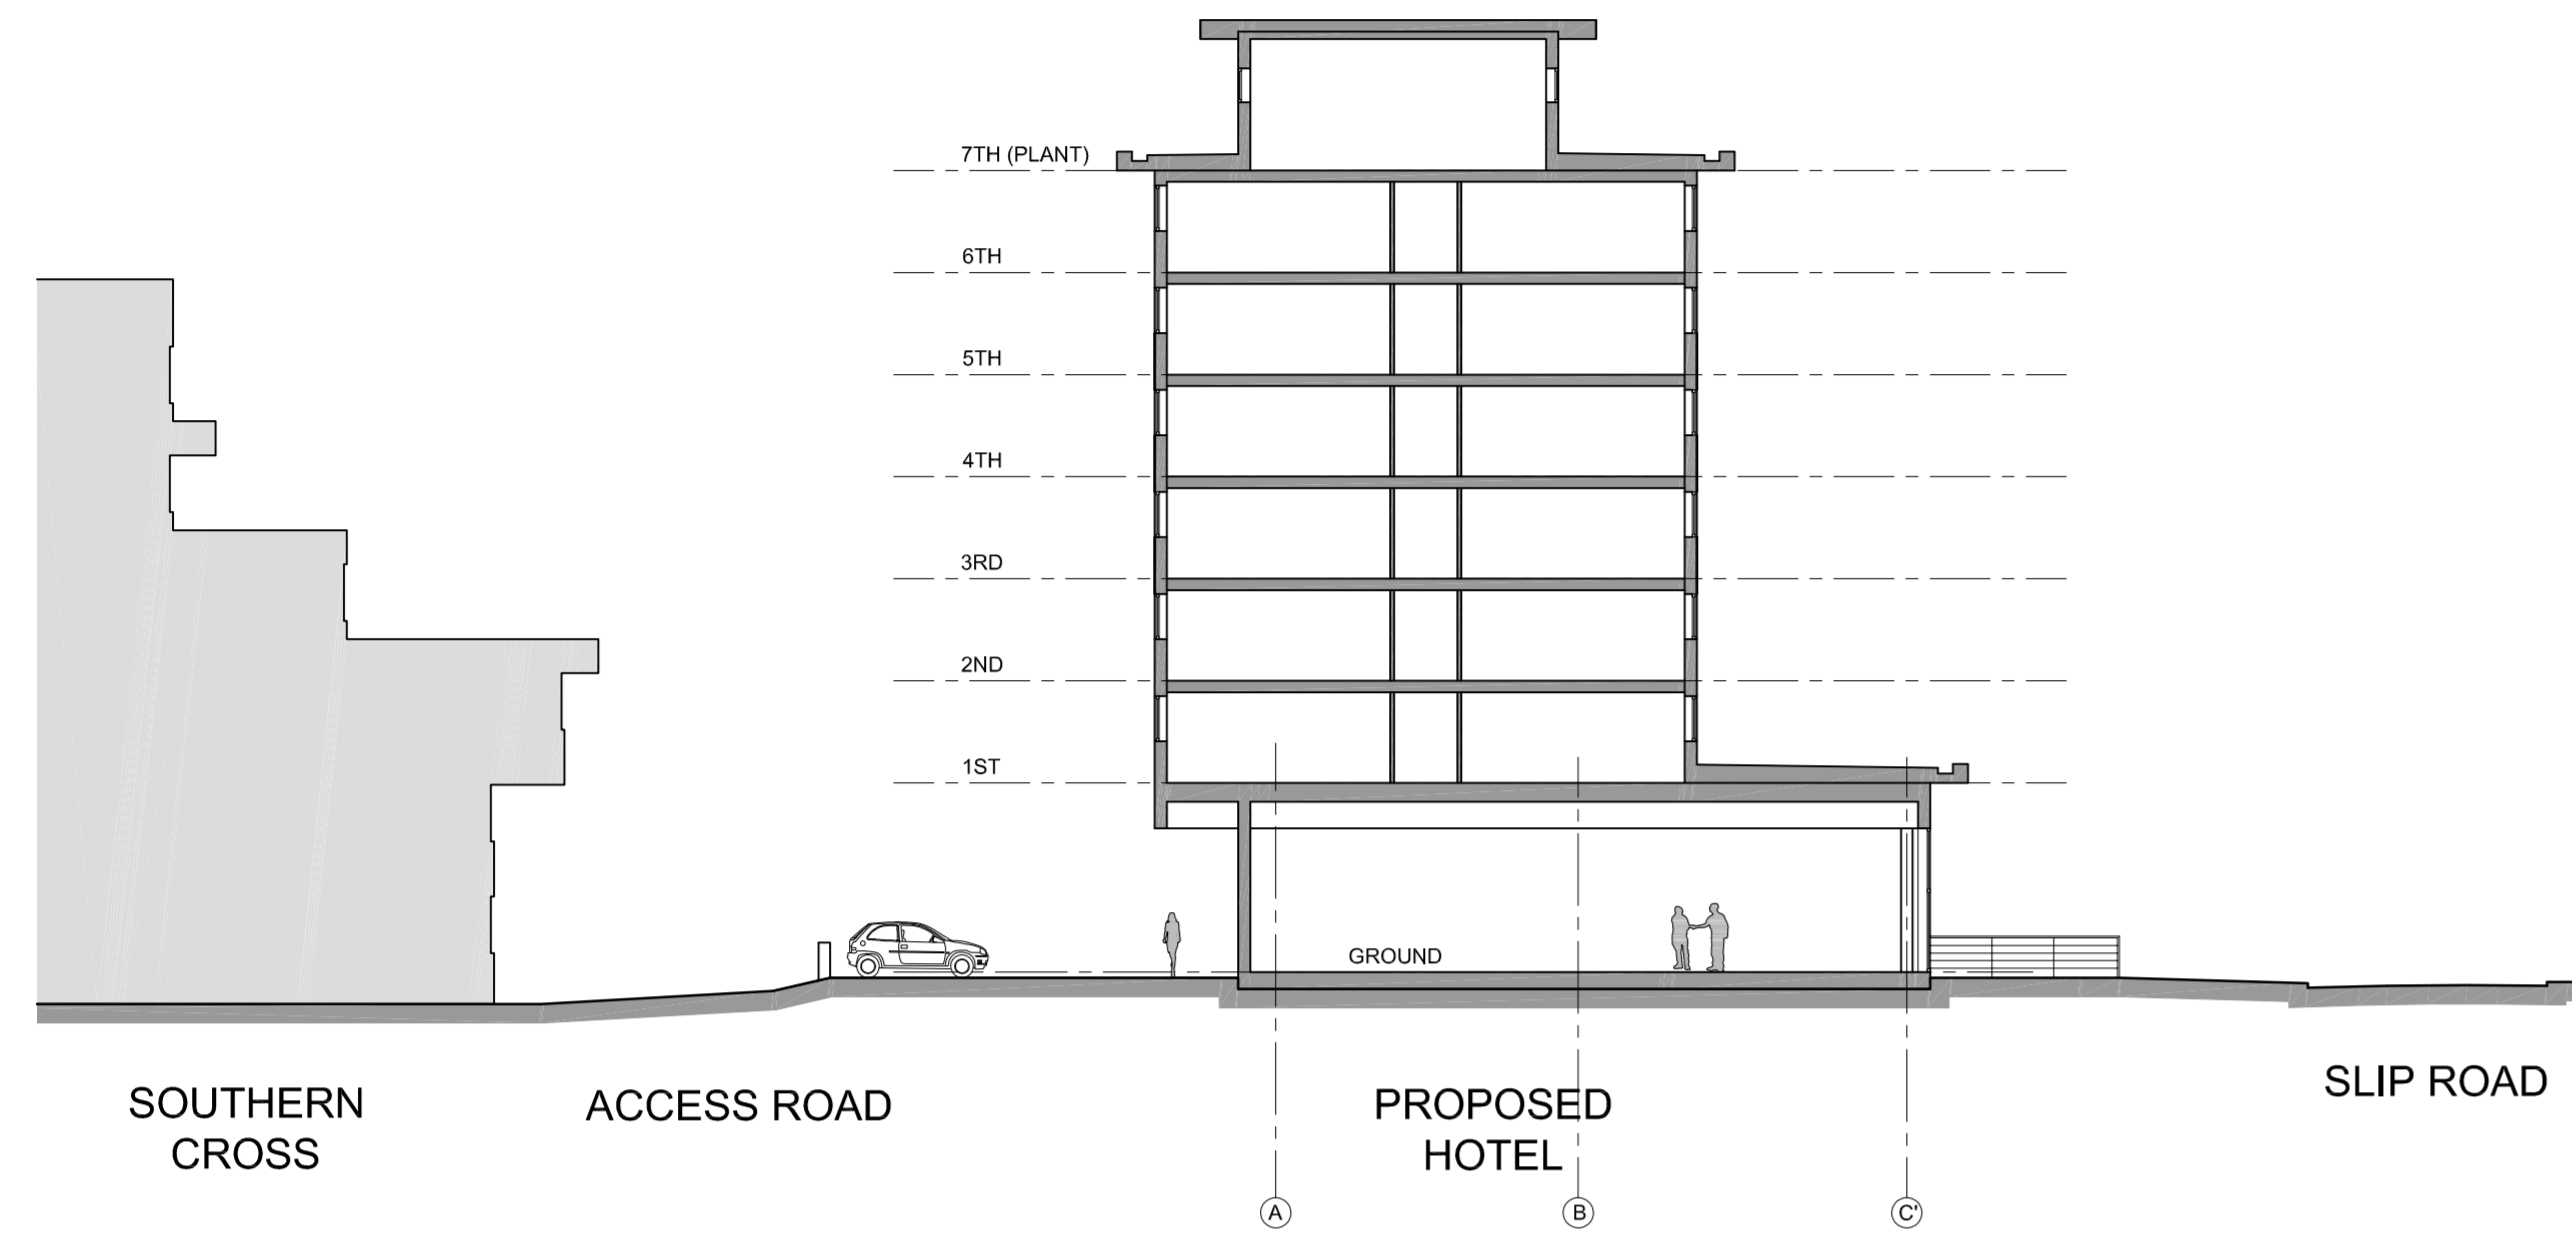 7TH (PLANT)
6TH
5TH
4TH
3RD
2ND
1ST
GROUND
SOUTHERN
CROSS
ACCESS ROAD
PROPOSED
HOTEL
SLIP ROAD
A
B
C'